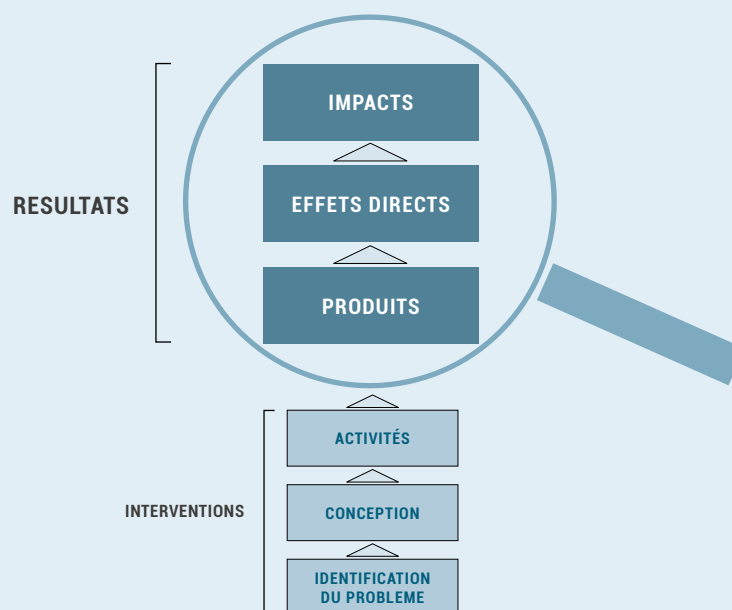 IMPACTS
RESULTATS
EFFETS DIRECTS
PRODUITS
ACTIVITÉS
INTERVENTIONS
CONCEPTION
IDENTIFICATION
DU PROBLEME